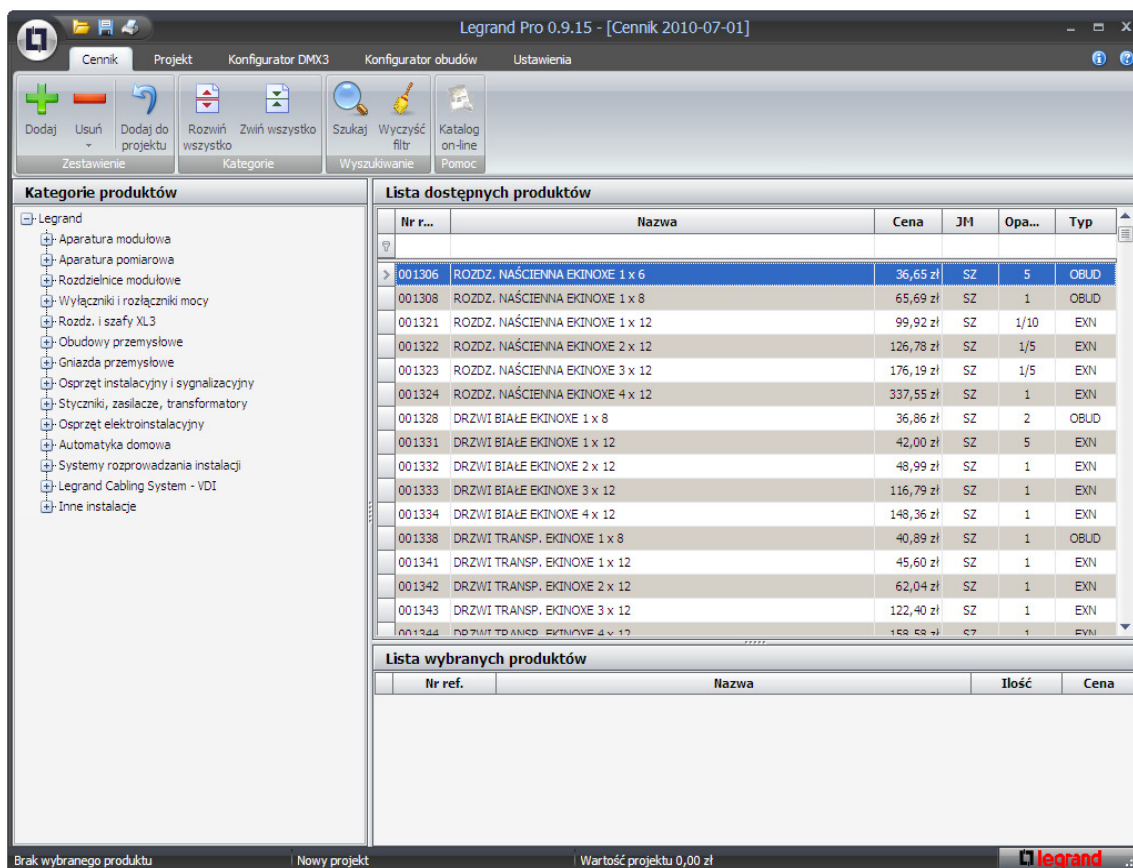 Legrand Pro 0.9.15 - [Cennik 2010-07-01]
Cennik Projekt Konfigurator DMX3 Konfigurator obudów Ustawienia
Dodaj Usuń Dodaj do projektu Rozwiń wszystko Zwiń wszystko Szukaj Wyczyść filtr Katalog on-line
Zestawienie Kategorie Wyszukiwanie Pomoc
Kategorie produktów
Legrand
Aparatura modułowa
Aparatura pomiarowa
Rozdzielnice modułowe
Wyłączniki i rozłączniki mocy
Rozdz. i szafy XL3
Obudowy przemysłowe
Gniazda przemysłowe
Osprzęt instalacyjny i sygnalizacyjny
Styczniki, zasilacze, transformatory
Osprzęt elektroinstalacyjny
Automatyka domowa
Systemy rozprowadzania instalacji
Legrand Cabling System - VDI
Inne instalacje
Lista dostępnych produktów
Nr r... Nazwa Cena JM Opa... Typ
001306 ROZDZ. NAŚCIENNA EKINOXE 1 x 6 36,65 zł SZ 5 OBUD
001308 ROZDZ. NAŚCIENNA EKINOXE 1 x 8 65,69 zł SZ 1 OBUD
001321 ROZDZ. NAŚCIENNA EKINOXE 1 x 12 99,92 zł SZ 1/10 EXN
001322 ROZDZ. NAŚCIENNA EKINOXE 2 x 12 126,78 zł SZ 1/5 EXN
001323 ROZDZ. NAŚCIENNA EKINOXE 3 x 12 176,19 zł SZ 1/5 EXN
001324 ROZDZ. NAŚCIENNA EKINOXE 4 x 12 337,55 zł SZ 1 EXN
001328 DRZWI BIAŁE EKINOXE 1 x 8 36,86 zł SZ 2 OBUD
001331 DRZWI BIAŁE EKINOXE 1 x 12 42,00 zł SZ 5 EXN
001332 DRZWI BIAŁE EKINOXE 2 x 12 48,99 zł SZ 1 EXN
001333 DRZWI BIAŁE EKINOXE 3 x 12 116,79 zł SZ 1 EXN
001334 DRZWI BIAŁE EKINOXE 4 x 12 148,36 zł SZ 1 EXN
001338 DRZWI TRANSP. EKINOXE 1 x 8 40,89 zł SZ 1 OBUD
001341 DRZWI TRANSP. EKINOXE 1 x 12 45,60 zł SZ 1 EXN
001342 DRZWI TRANSP. EKINOXE 2 x 12 62,04 zł SZ 1 EXN
001343 DRZWI TRANSP. EKINOXE 3 x 12 122,40 zł SZ 1 EXN
001344 DRZWI TRANSP. EKINOXE 4 x 12 158,58 zł SZ 1 EXN
Lista wybranych produktów
Nr ref. Nazwa Ilość Cena
Brak wybranego produktu Nowy projekt Wartość projektu 0,00 zł legrand